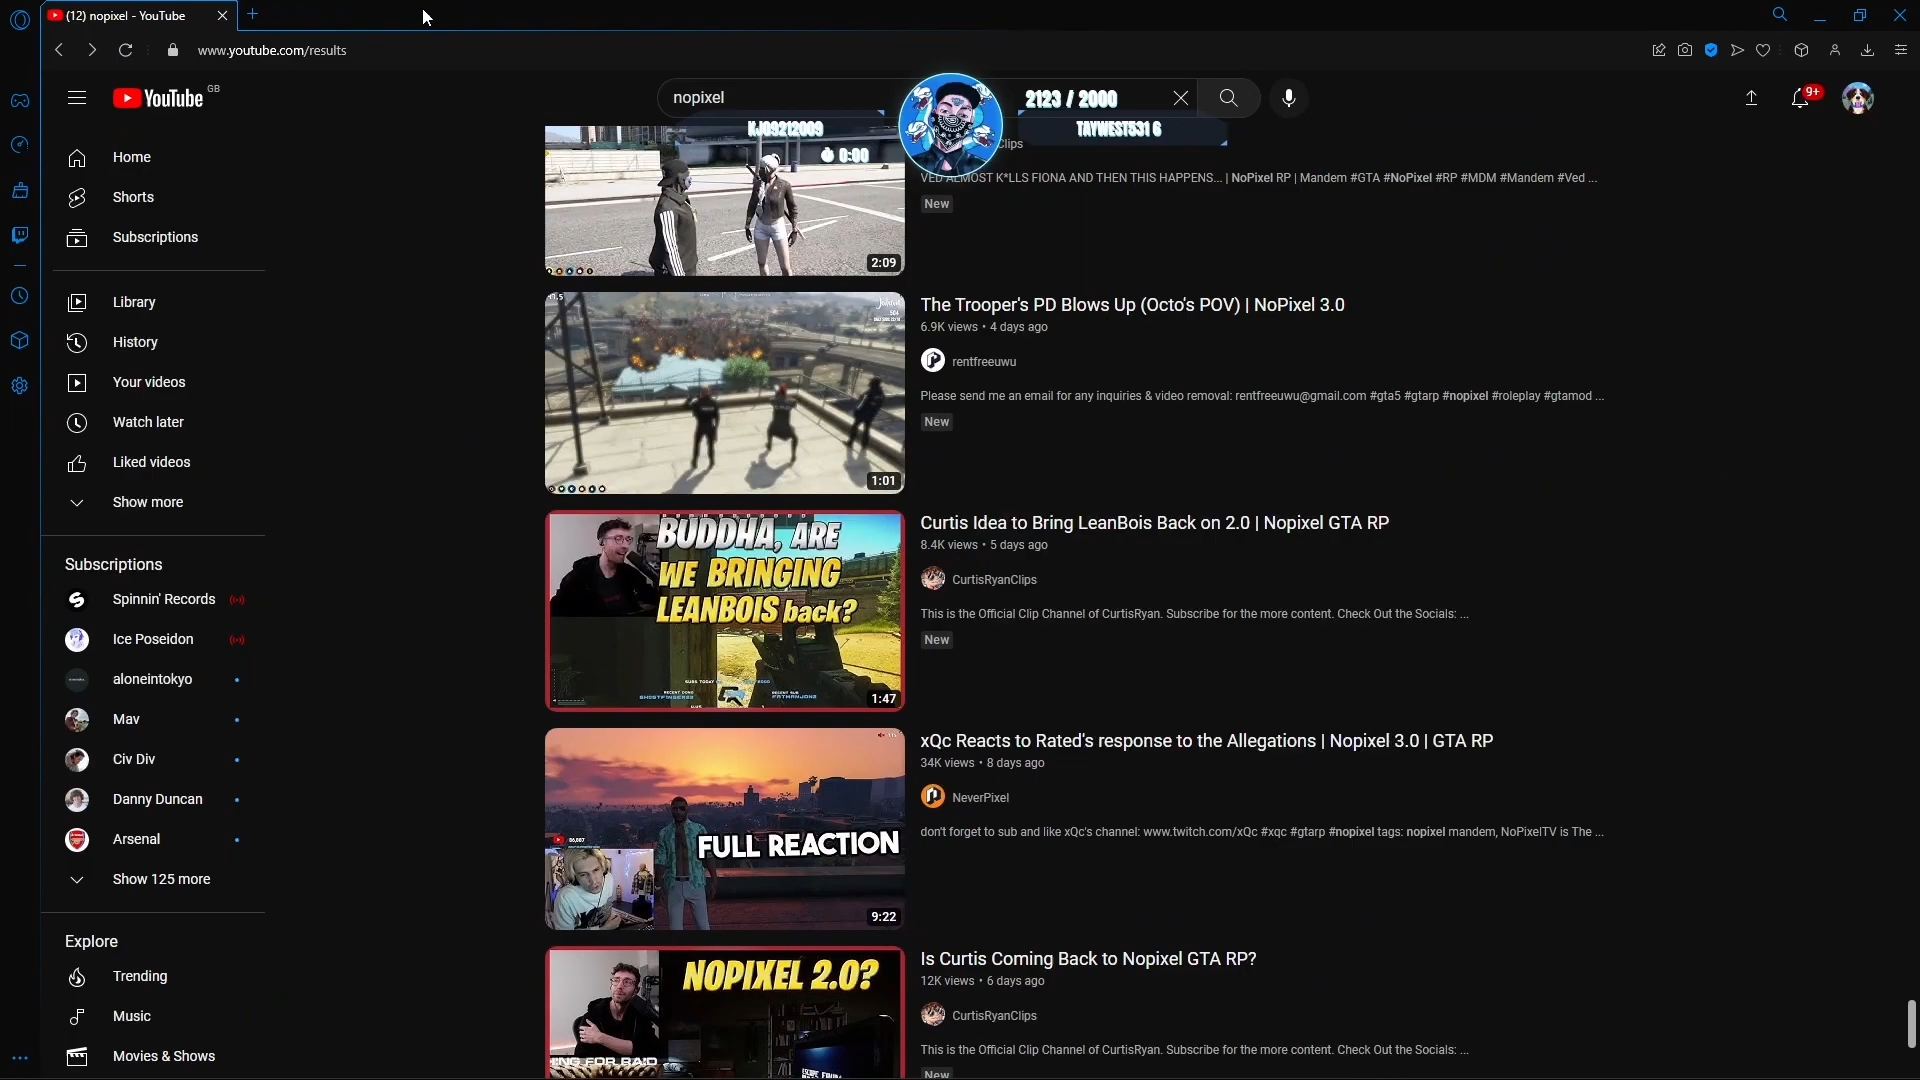 (12) nopixel - YouTube
www.youtube.com/results
YouTube GB
nopixel
2123 / 2000
9+
NJ09212009
TAYWEST531 6
0:00
Clips
VED ALMOST K*LLS FIONA AND THEN THIS HAPPENS... | NoPixel RP | Mandem #GTA #NoPixel #RP #MDM #Mandem #Ved ...
New
2:09
Home
Shorts
Subscriptions
Library
History
Your videos
Watch later
Liked videos
Show more
Subscriptions
Spinnin' Records
Ice Poseidon
aloneintokyo
Mav
Civ Div
Danny Duncan
Arsenal
Show 125 more
Explore
Trending
Music
Movies & Shows
The Trooper's PD Blows Up (Octo's POV) | NoPixel 3.0
6.9K views • 4 days ago
rentfreeuwu
Please send me an email for any inquiries & video removal: rentfreeuwu@gmail.com #gta5 #gtarp #nopixel #roleplay #gtamod ...
New
1:01
BUDDHA, ARE
WE BRINGING
LEANBOIS back?
1:47
Curtis Idea to Bring LeanBois Back on 2.0 | Nopixel GTA RP
8.4K views • 5 days ago
CurtisRyanClips
This is the Official Clip Channel of CurtisRyan. Subscribe for the more content. Check Out the Socials: ...
New
FULL REACTION
9:22
xQc Reacts to Rated's response to the Allegations | Nopixel 3.0 | GTA RP
34K views • 8 days ago
NeverPixel
don't forget to sub and like xQc's channel: www.twitch.com/xQc #xqc #gtarp #nopixel tags: nopixel mandem, NoPixelTV is The ...
NOPIXEL 2.0?
Is Curtis Coming Back to Nopixel GTA RP?
12K views • 6 days ago
CurtisRyanClips
This is the Official Clip Channel of CurtisRyan. Subscribe for the more content. Check Out the Socials: ...
New